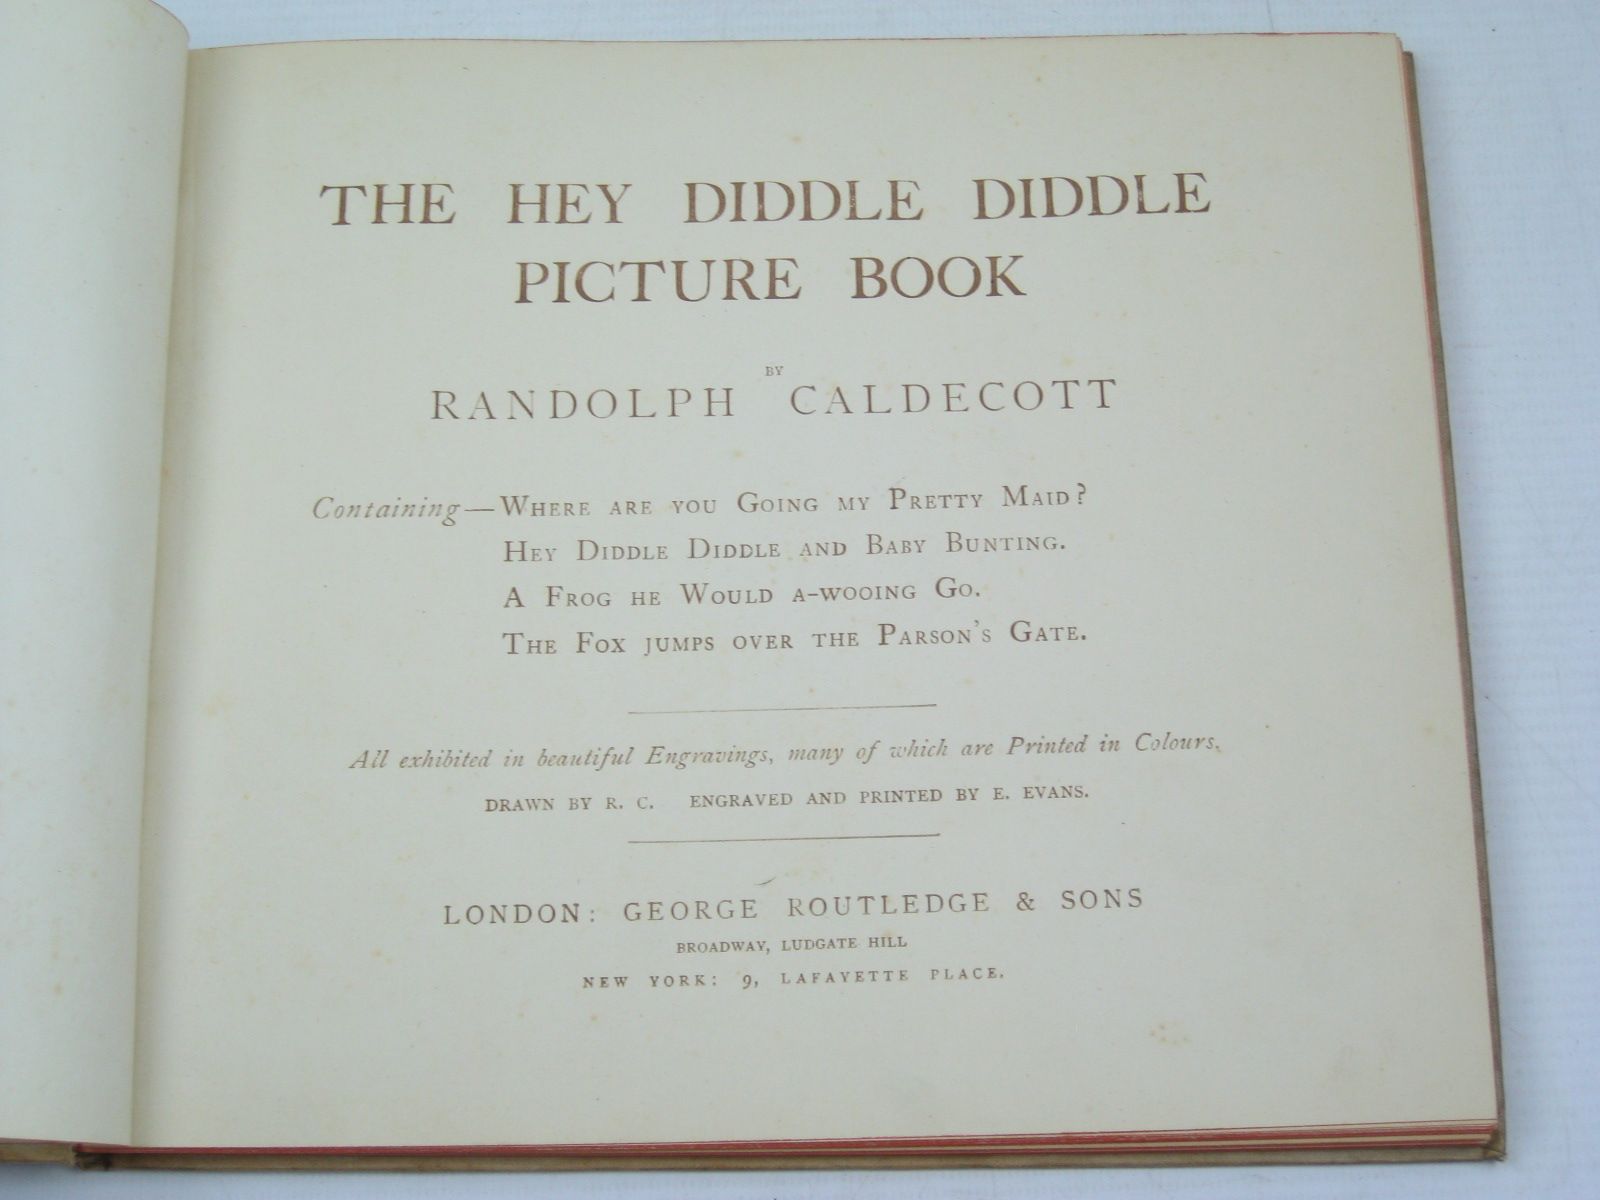 THE HEY DIDDLE DIDDLE
PICTURE BOOK
BY
RANDOLPH CALDECOTT
Containing—WHERE ARE YOU GOING MY PRETTY MAID?
HEY DIDDLE DIDDLE AND BABY BUNTING.
A FROG HE WOULD A-WOOING GO.
THE FOX JUMPS OVER THE PARSON'S GATE.
All exhibited in beautiful Engravings, many of which are Printed in Colours.
DRAWN BY R. C. ENGRAVED AND PRINTED BY E. EVANS.
LONDON: GEORGE ROUTLEDGE & SONS
BROADWAY, LUDGATE HILL
NEW YORK: 9, LAFAYETTE PLACE.